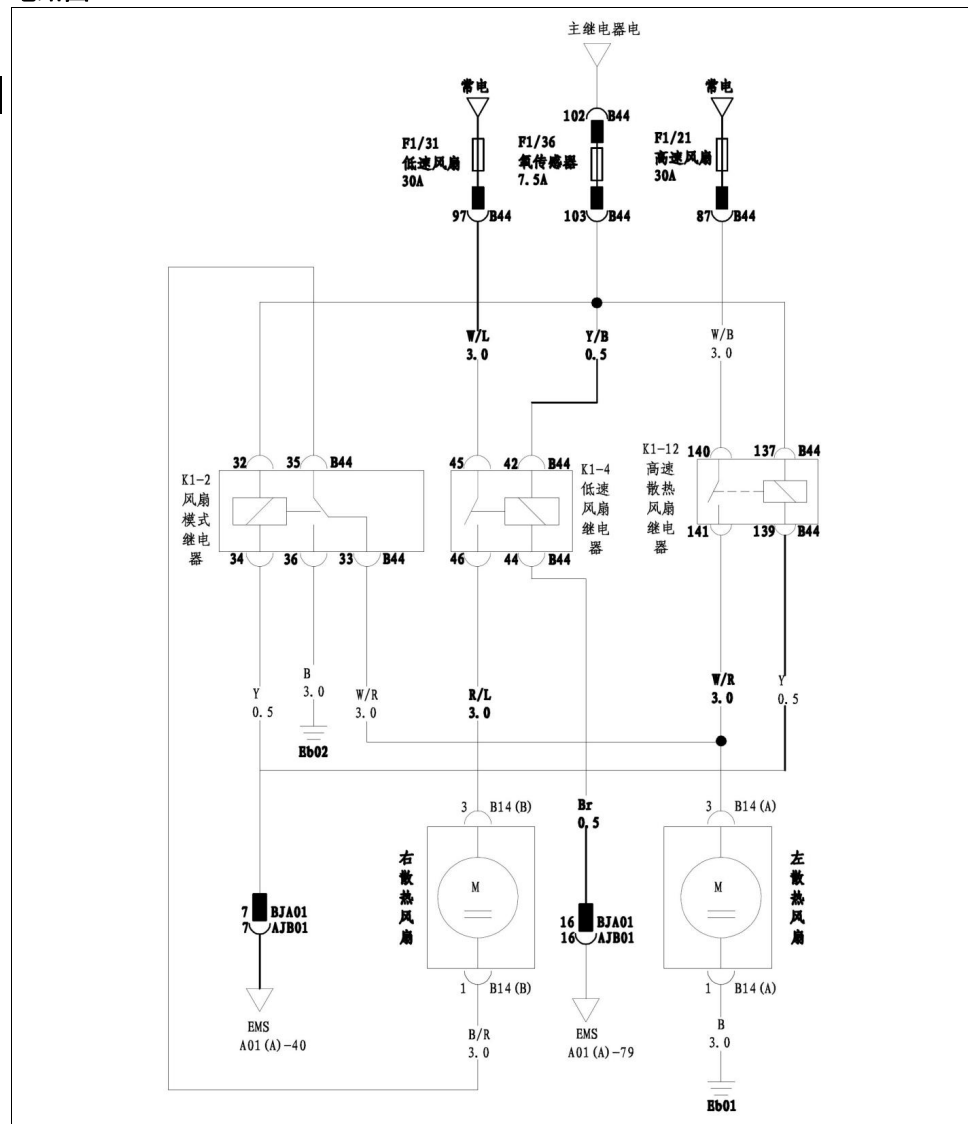 主继电器电
常电
常电
102 B44
F1/31
低速风扇
30A
F1/36
氧传感器
7.5A
F1/21
高速风扇
30A
97 B44
103 B44
87 B44
W/L
3.0
Y/B
0.5
W/B
3.0
32 35 B44
45 42 B44
140 137 B44
K1-2
风扇
模式
继电
器
K1-4
低速
风扇
继电
器
K1-12
高速
散热
风扇
继电
器
34 36 33 B44
46 44 B44
141 139 B44
Y
0.5
B
3.0
W/R
3.0
R/L
3.0
W/R
3.0
Y
0.5
Eb02
3 B14(B)
Br
0.5
3 B14(A)
右散热风扇
M
M
左散热风扇
7 BJA01
7 AJB01
16 BJA01
16 AJB01
1 B14(B)
1 B14(A)
EMS
A01(A)-40
B/R
3.0
EMS
A01(A)-79
B
3.0
Eb01